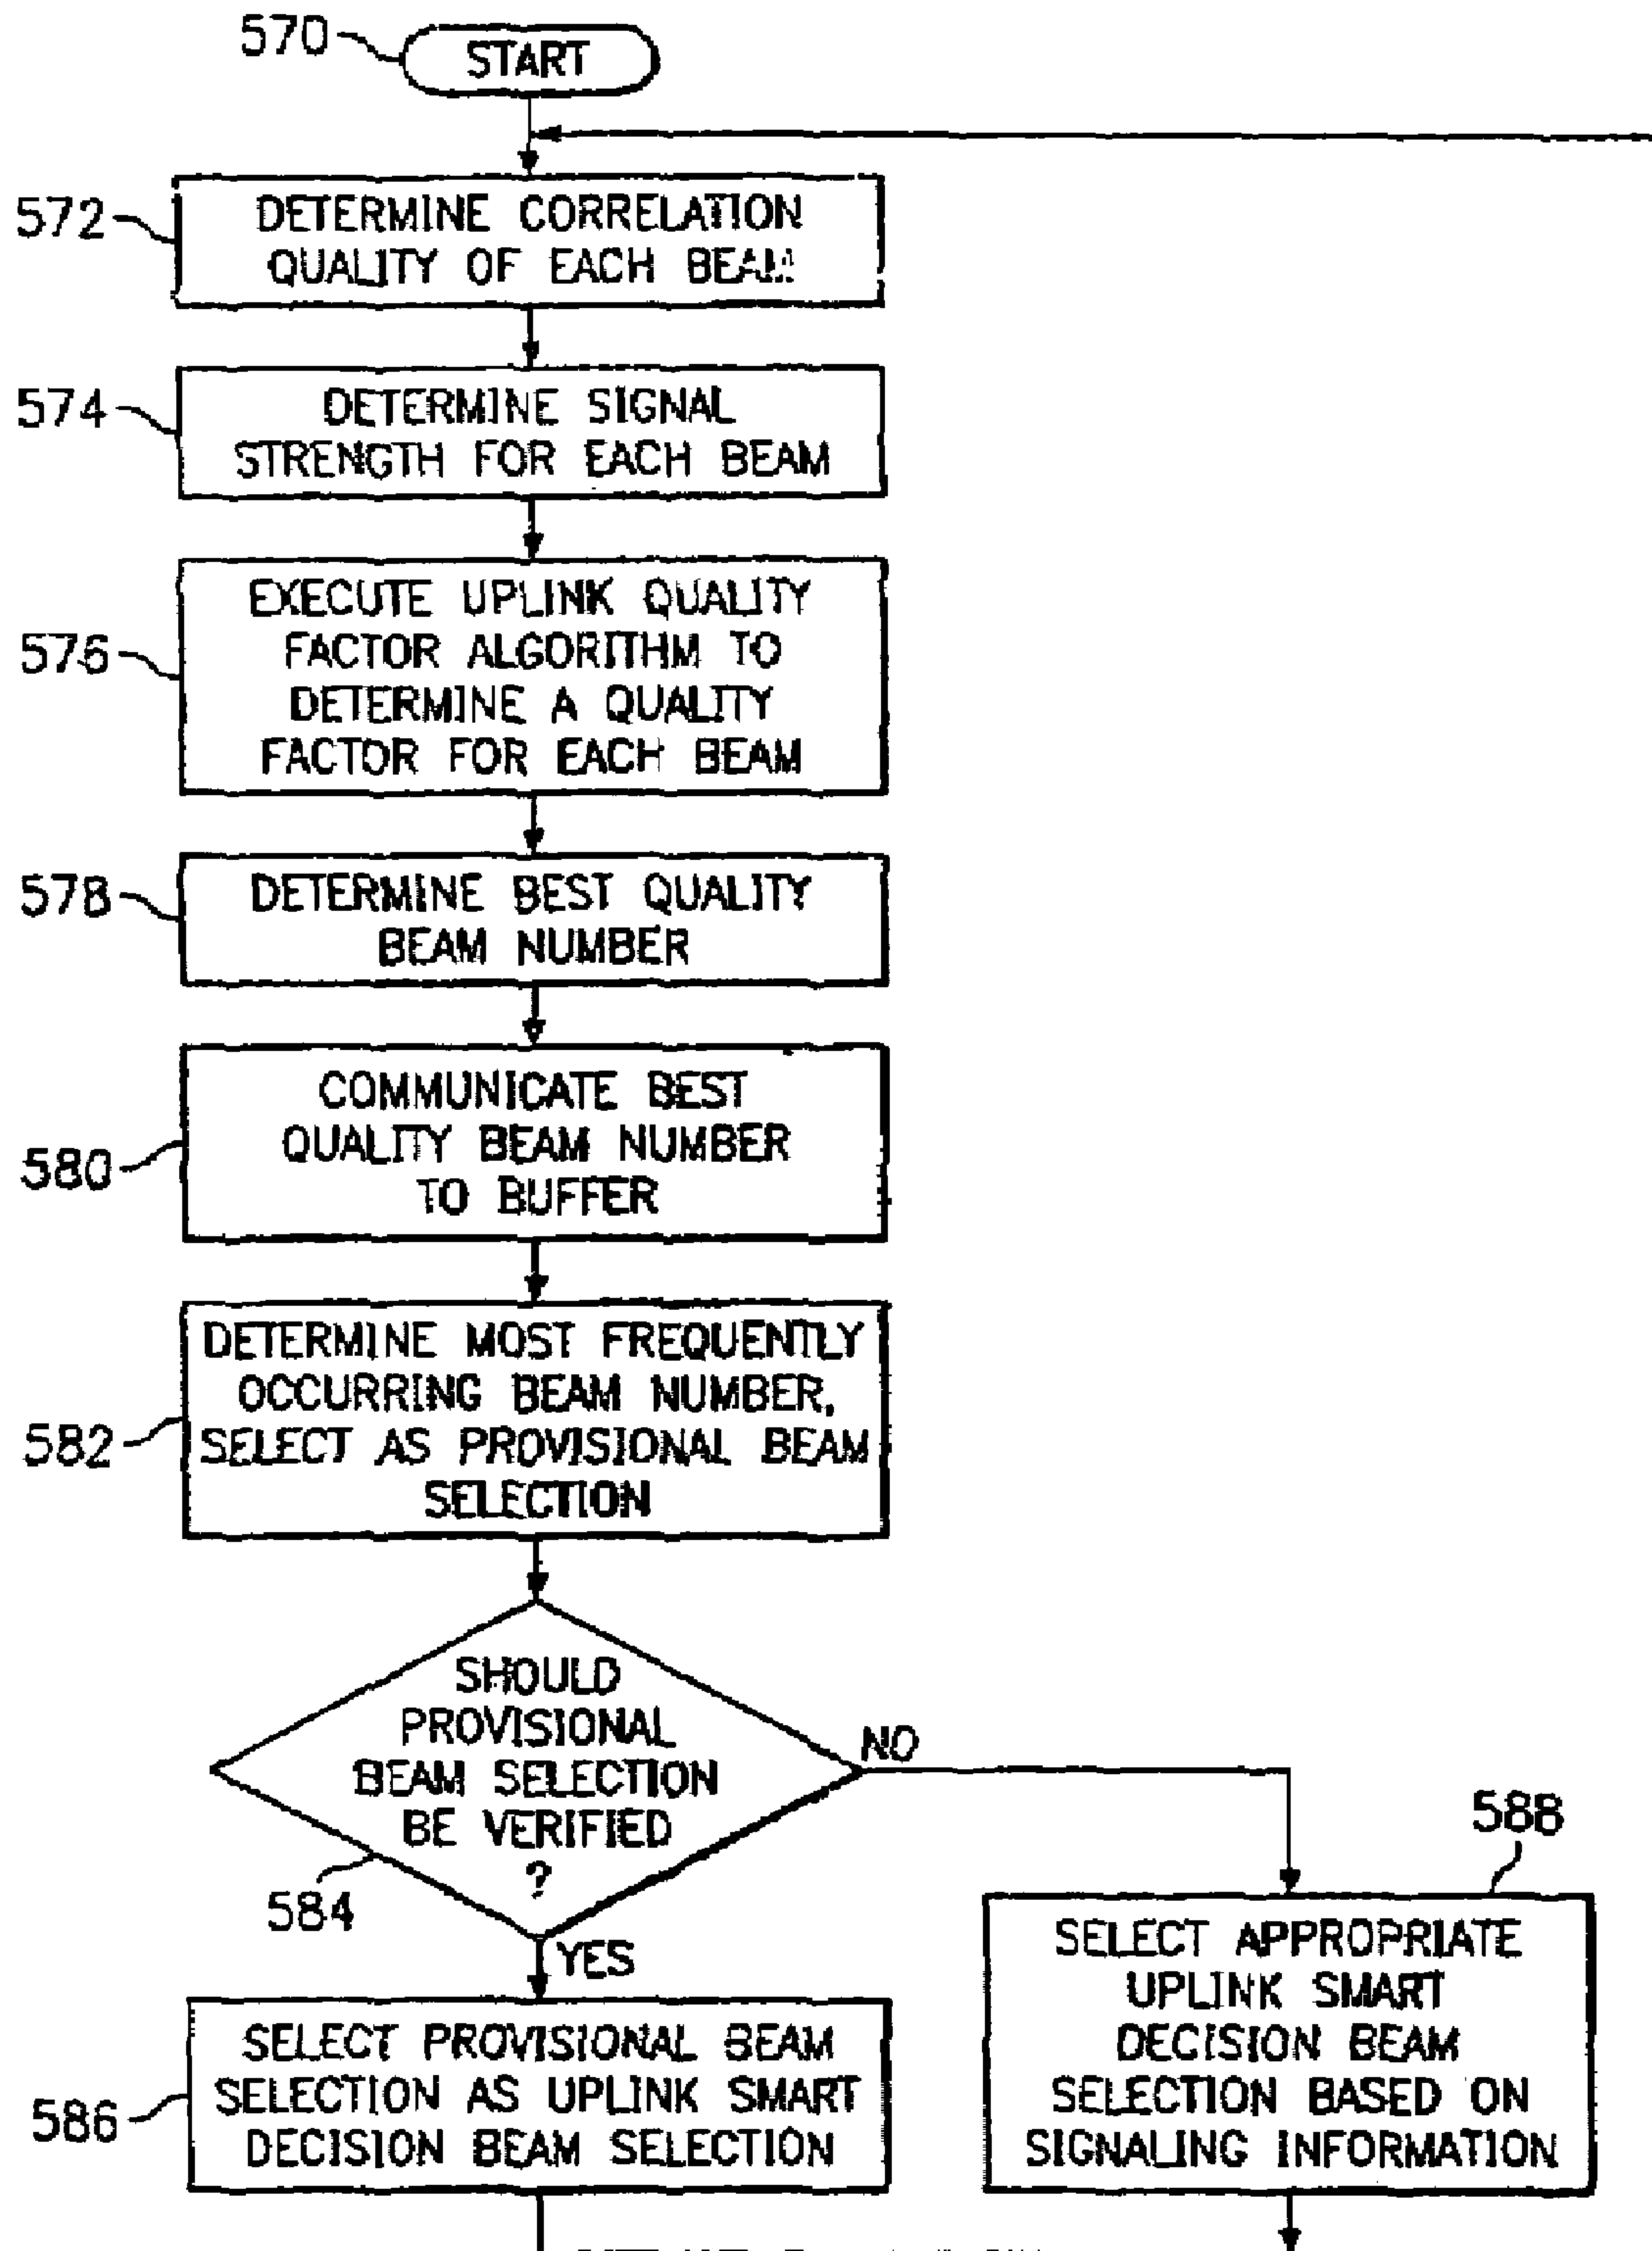 570
START
572
DETERMINE CORRELATION
QUALITY OF EACH BEAM
574
DETERMINE SIGNAL
STRENGTH FOR EACH BEAM
576
EXECUTE UPLINK QUALITY
FACTOR ALGORITHM TO
DETERMINE A QUALITY
FACTOR FOR EACH BEAM
578
DETERMINE BEST QUALITY
BEAM NUMBER
580
COMMUNICATE BEST
QUALITY BEAM NUMBER
TO BUFFER
582
DETERMINE MOST FREQUENTLY
OCCURRING BEAM NUMBER,
SELECT AS PROVISIONAL BEAM
SELECTION
SHOULD
PROVISIONAL
BEAM SELECTION
BE VERIFIED
?
584
NO
YES
586
SELECT PROVISIONAL BEAM
SELECTION AS UPLINK SMART
DECISION BEAM SELECTION
588
SELECT APPROPRIATE
UPLINK SMART
DECISION BEAM
SELECTION BASED ON
SIGNALING INFORMATION